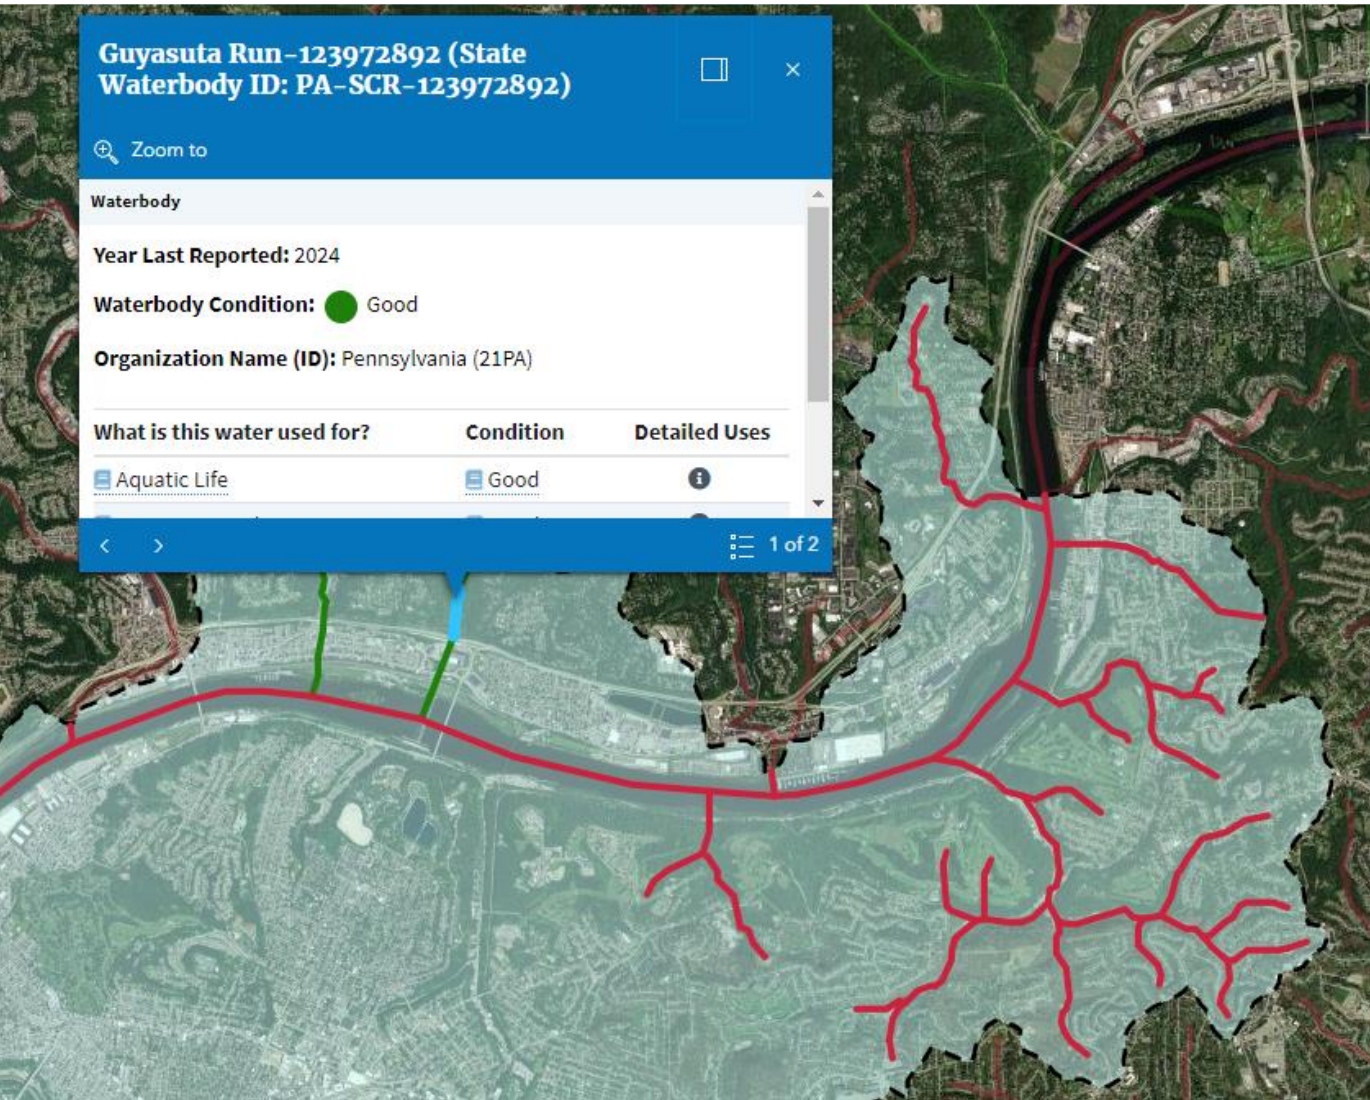 Guyasuta Run-123972892 (State
Waterbody ID: PA-SCR-123972892)
Zoom to
Waterbody
Year Last Reported: 2024
Waterbody Condition: Good
Organization Name (ID): Pennsylvania (21PA)
What is this water used for? Condition Detailed Uses
Aquatic Life Good
1 of 2